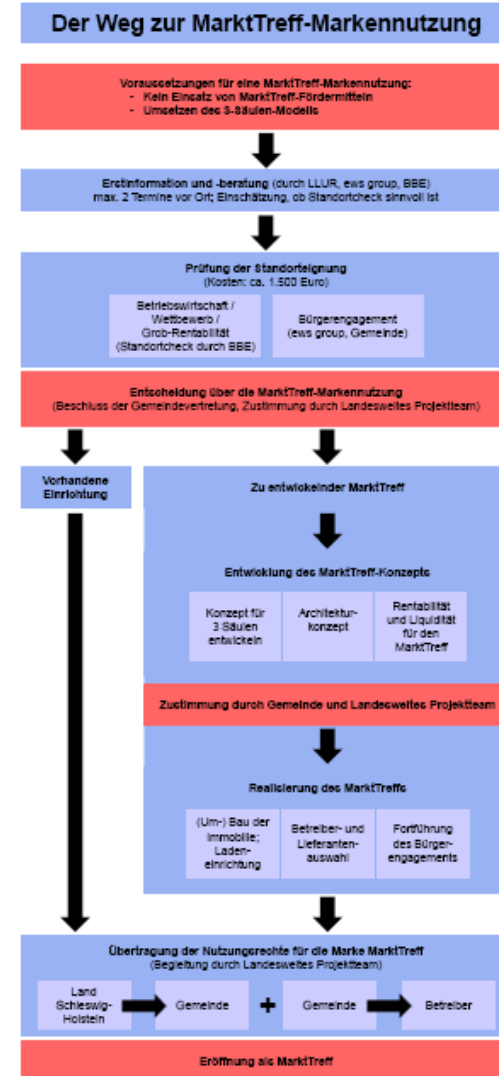 Der Weg zur MarktTreff-Markennutzung
Voraussetzungen für eine MarktTreff-Markennutzung:
- Kein Einsatz von MarktTreff-Fördermitteln
- Umsetzen des 3-Säulen-Modells
Erstinformation und -beratung (durch LLUR, ews group, BBE)
max. 2 Termine vor Ort; Einschätzung, ob Standortcheck sinnvoll ist
Prüfung der Standorteignung
(Kosten: ca. 1.500 Euro)
Betriebswirtschaft /
Wettbewerb /
Grob-Rentabilität
(Standortcheck durch BBE)
Bürgerengagement
(ews group, Gemeinde)
Entscheidung über die MarktTreff-Markennutzung
(Beschluss der Gemeindevertretung, Zustimmung durch Landesweites Projektteam)
Vorhandene
Einrichtung
Zu entwickelnder MarktTreff
Entwicklung des MarktTreff-Konzepts
Konzept für
3 Säulen
entwickeln
Architektur-
konzept
Rentabilität
und Liquidität
für den
MarktTreff
Zustimmung durch Gemeinde und Landesweites Projektteam
Realisierung des MarktTreffs
(Um-) Bau der
Immobilie;
Laden-
einrichtung
Betreiber- und
Lieferanten-
auswahl
Fortführung
des Bürger-
engagements
Übertragung der Nutzungsrechte für die Marke MarktTreff
(Begleitung durch Landesweites Projektteam)
Land
Schleswig-
Holstein
Gemeinde
+
Gemeinde
Betreiber
Eröffnung als MarktTreff